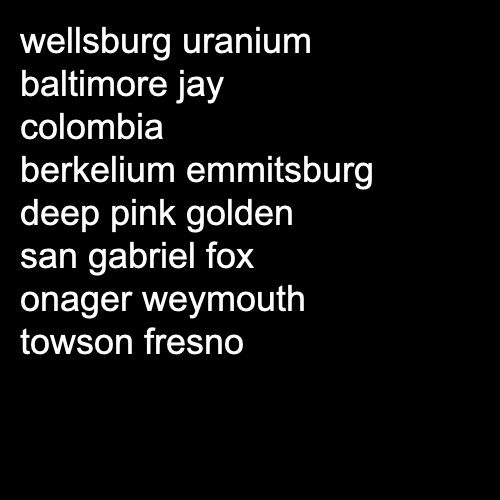 wellsburg uranium
baltimore jay
colombia
berkelium emmitsburg
deep pink golden
san gabriel fox
onager weymouth
towson fresno